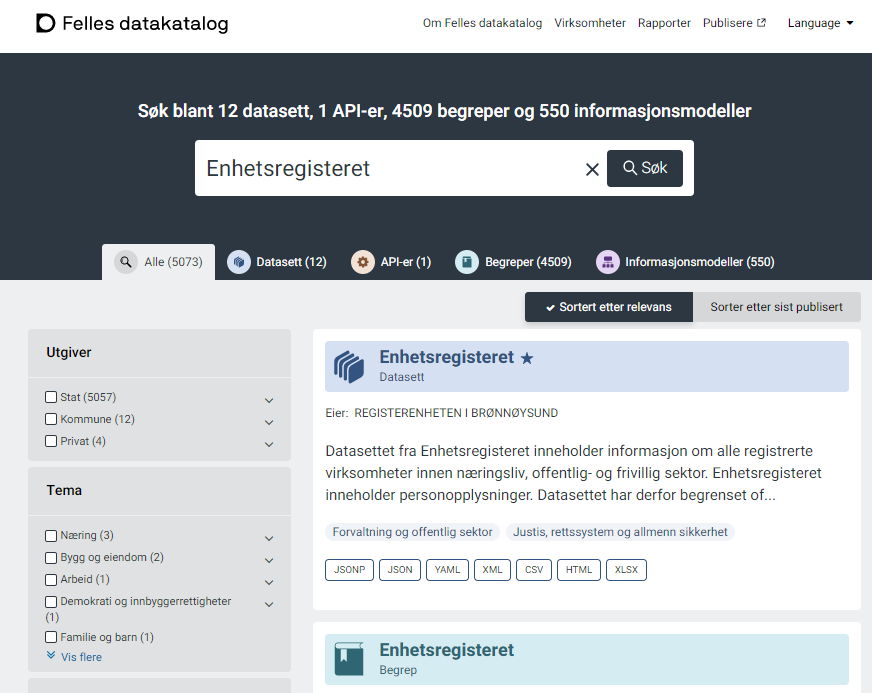 Felles datakatalog
Om Felles datakatalog Virksomheter Rapporter Publisere Language
Søk blant 12 datasett, 1 API-er, 4509 begreper og 550 informasjonsmodeller
Enhetsregisteret
Søk
Alle (5073) Datasett (12) API-er (1) Begreper (4509) Informasjonsmodeller (550)
Sortert etter relevans Sorter etter sist publisert
Utgiver
Stat (5057)
Kommune (12)
Privat (4)
Tema
Næring (3)
Bygg og eiendom (2)
Arbeid (1)
Demokrati og innbyggerrettigheter
(1)
Familie og barn (1)
Vis flere
Enhetsregisteret
Datasett
Eier: REGISTERENHETEN I BRØNNØYSUND
Datasettet fra Enhetsregisteret inneholder informasjon om alle registrerte
virksomheter innen næringsliv, offentlig- og frivillig sektor. Enhetsregisteret
inneholder personopplysninger. Datasettet har derfor begrenset of...
Forvaltning og offentlig sektor Justis, rettssystem og allmenn sikkerhet
JSONP JSON YAML XML CSV HTML XLSX
Enhetsregisteret
Begrep